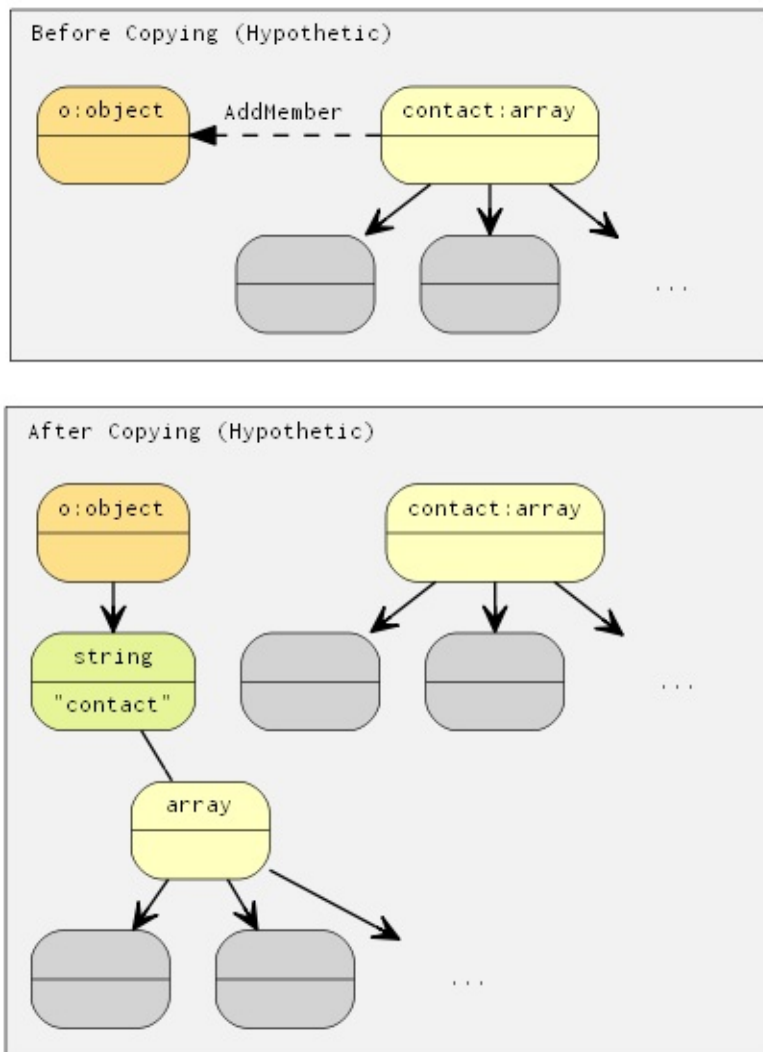 Before Copying (Hypothetic)
o:object
AddMember
contact:array
...
After Copying (Hypothetic)
o:object
contact:array
string
"contact"
...
array
...